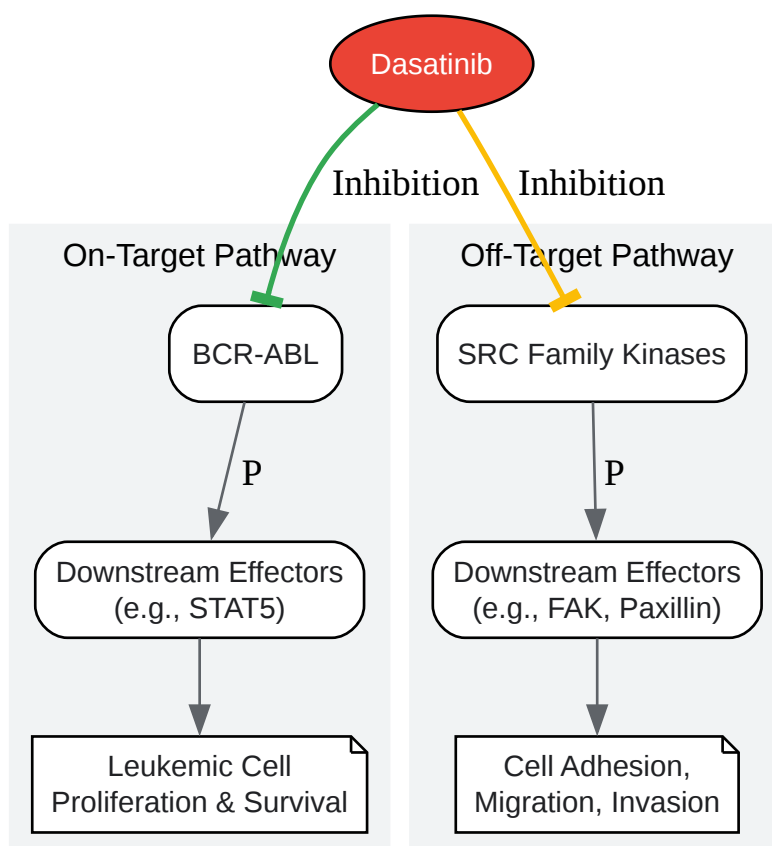 Dasatinib
Inhibition
Inhibition
On-Target Pathway
Off-Target Pathway
BCR-ABL
SRC Family Kinases
P
P
Downstream Effectors
(e.g., STAT5)
Downstream Effectors
(e.g., FAK, Paxillin)
Leukemic Cell
Proliferation & Survival
Cell Adhesion,
Migration, Invasion